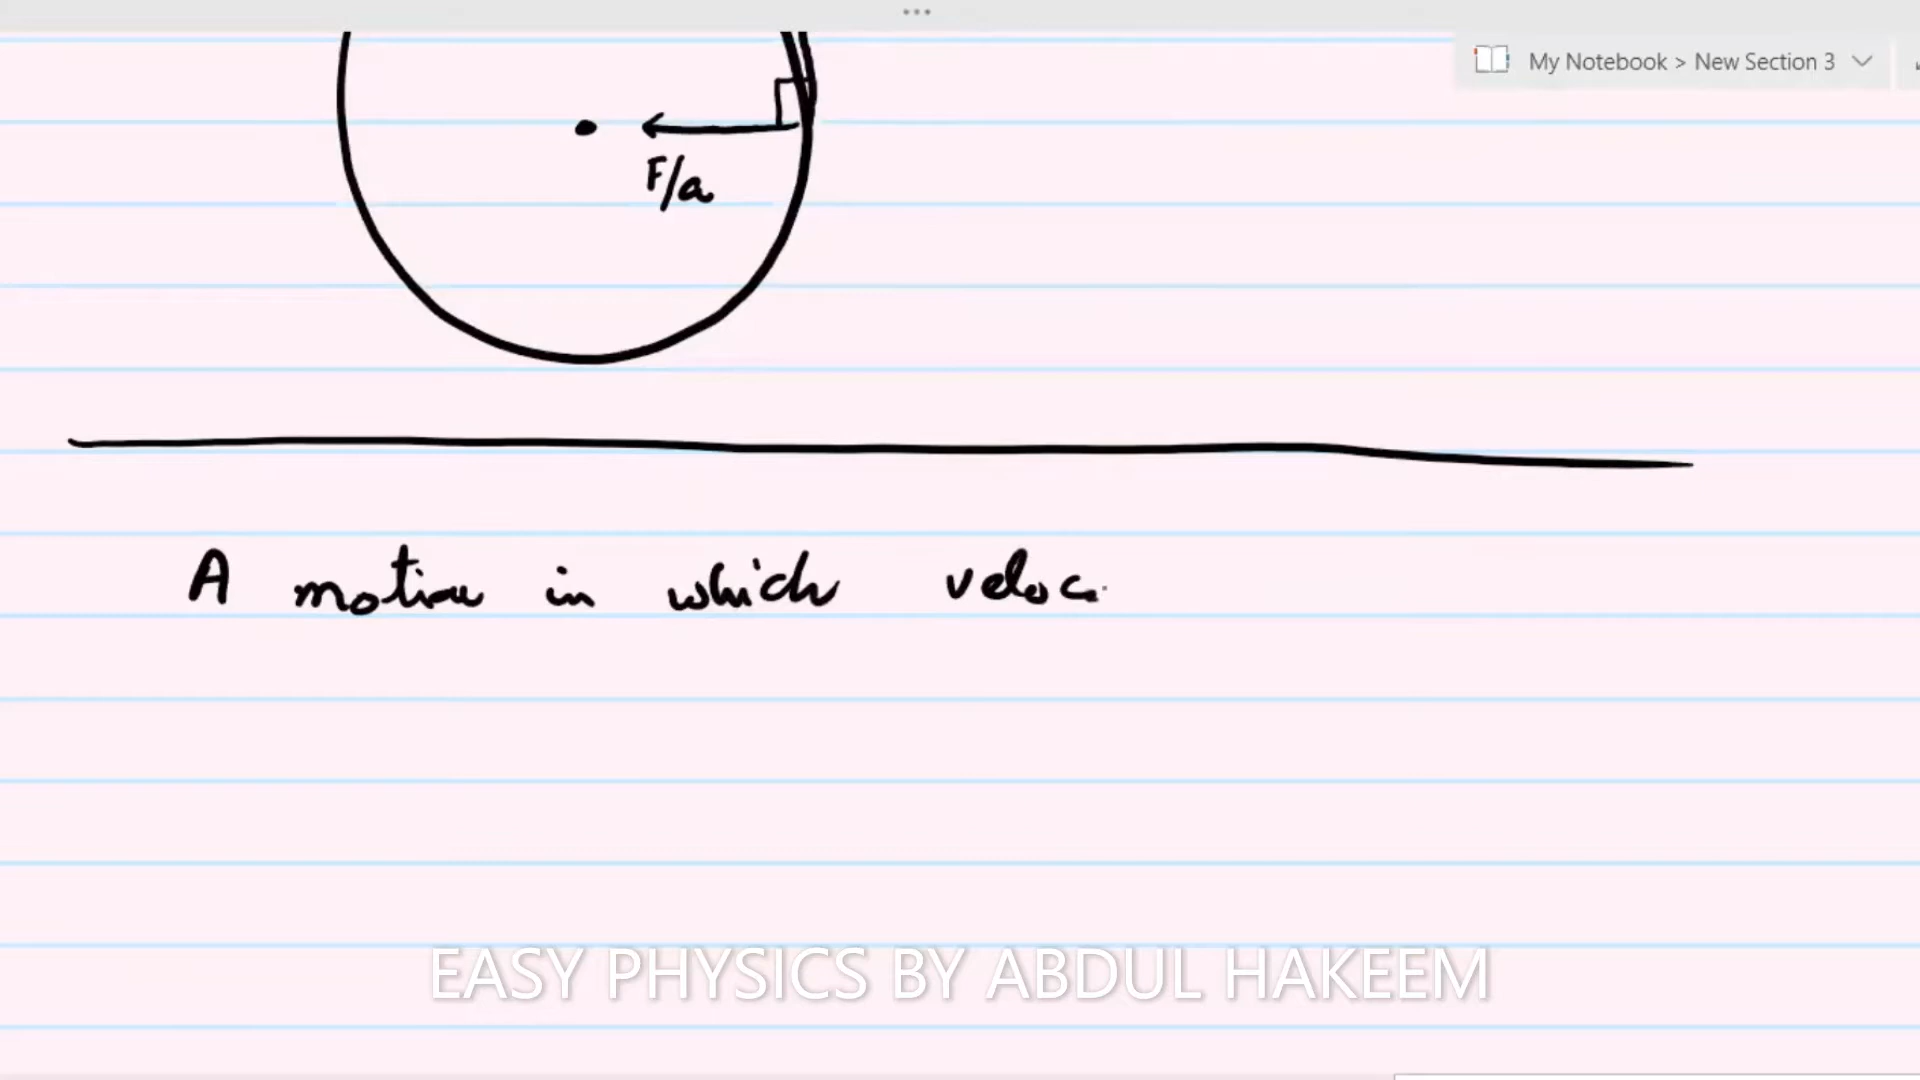 My Notebook > New Section 3
F/a
A motion in which veloc
EASY PHYSICS BY ABDUL HAKEEM